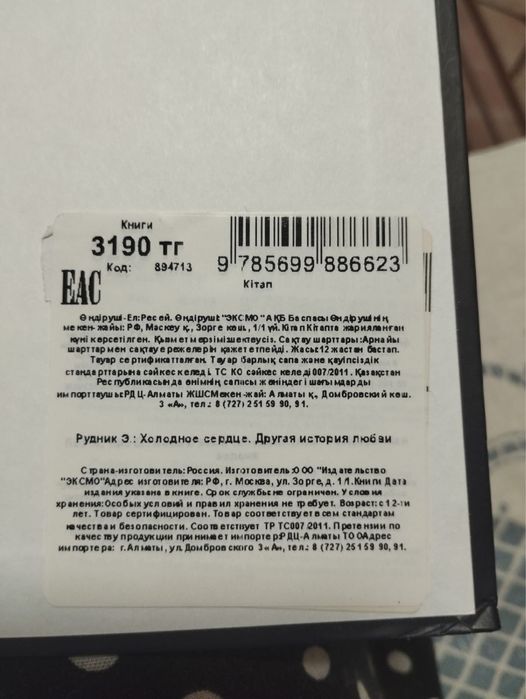 Книги
3190 тг
Код: 894713
9 785699 886623
EAC
Кітап
Өндіруші-Ел:Ресей. Өндіруші:"ЭКСМО"АҚБ Баспасы Өндірушінің
мекен-жайы: РФ, Маскеу қ., Зорге көш., 1/1 үй. Кітап Кітапта жарияланған
күні көрсетілген. Қызмет мерзімі шектеусіз. Сақтау шарттары:Арнайы
шарттар мен сақтау ережелерін қажет етпейді. Жасы:12 жастан бастап.
Тауар сертификатталған. Тауар барлық сапа және қауіпсіздік
стандарттарына сәйкес келеді. ТС КО сәйкес келеді 007/2011. Қазақстан
Республикасында өнімнің сапасы жөніндегі шағымдарды
импорттаушы:РДЦ-Алматы ЖШС Мекен-жай: Алматы қ., Домбровский көш.
3 «А», тел.: 8 (727) 251 59 90, 91.
Рудник Э.: Холодное сердце. Другая история любви
Страна-изготовитель:Россия. Изготовитель:ООО "Издательство
"ЭКСМО"Адрес изготовителя: РФ, г. Москва, ул. Зорге, д. 1/1.Книги Дата
издания указана в книге. Срок службы не ограничен. Условия
хранения:Особых условий и правил хранения не требует. Возраст:с 12-ти
лет. Товар сертифицирован. Товар соответствует всем стандартам
качества и безопасности. Соответствует ТР ТС007/2011. Претензии по
качеству продукции принимает импортер:РДЦ-Алматы ТОО Адрес
импортера: г.Алматы, ул. Домбровского 3«А», тел.: 8 (727) 251 59 90, 91.